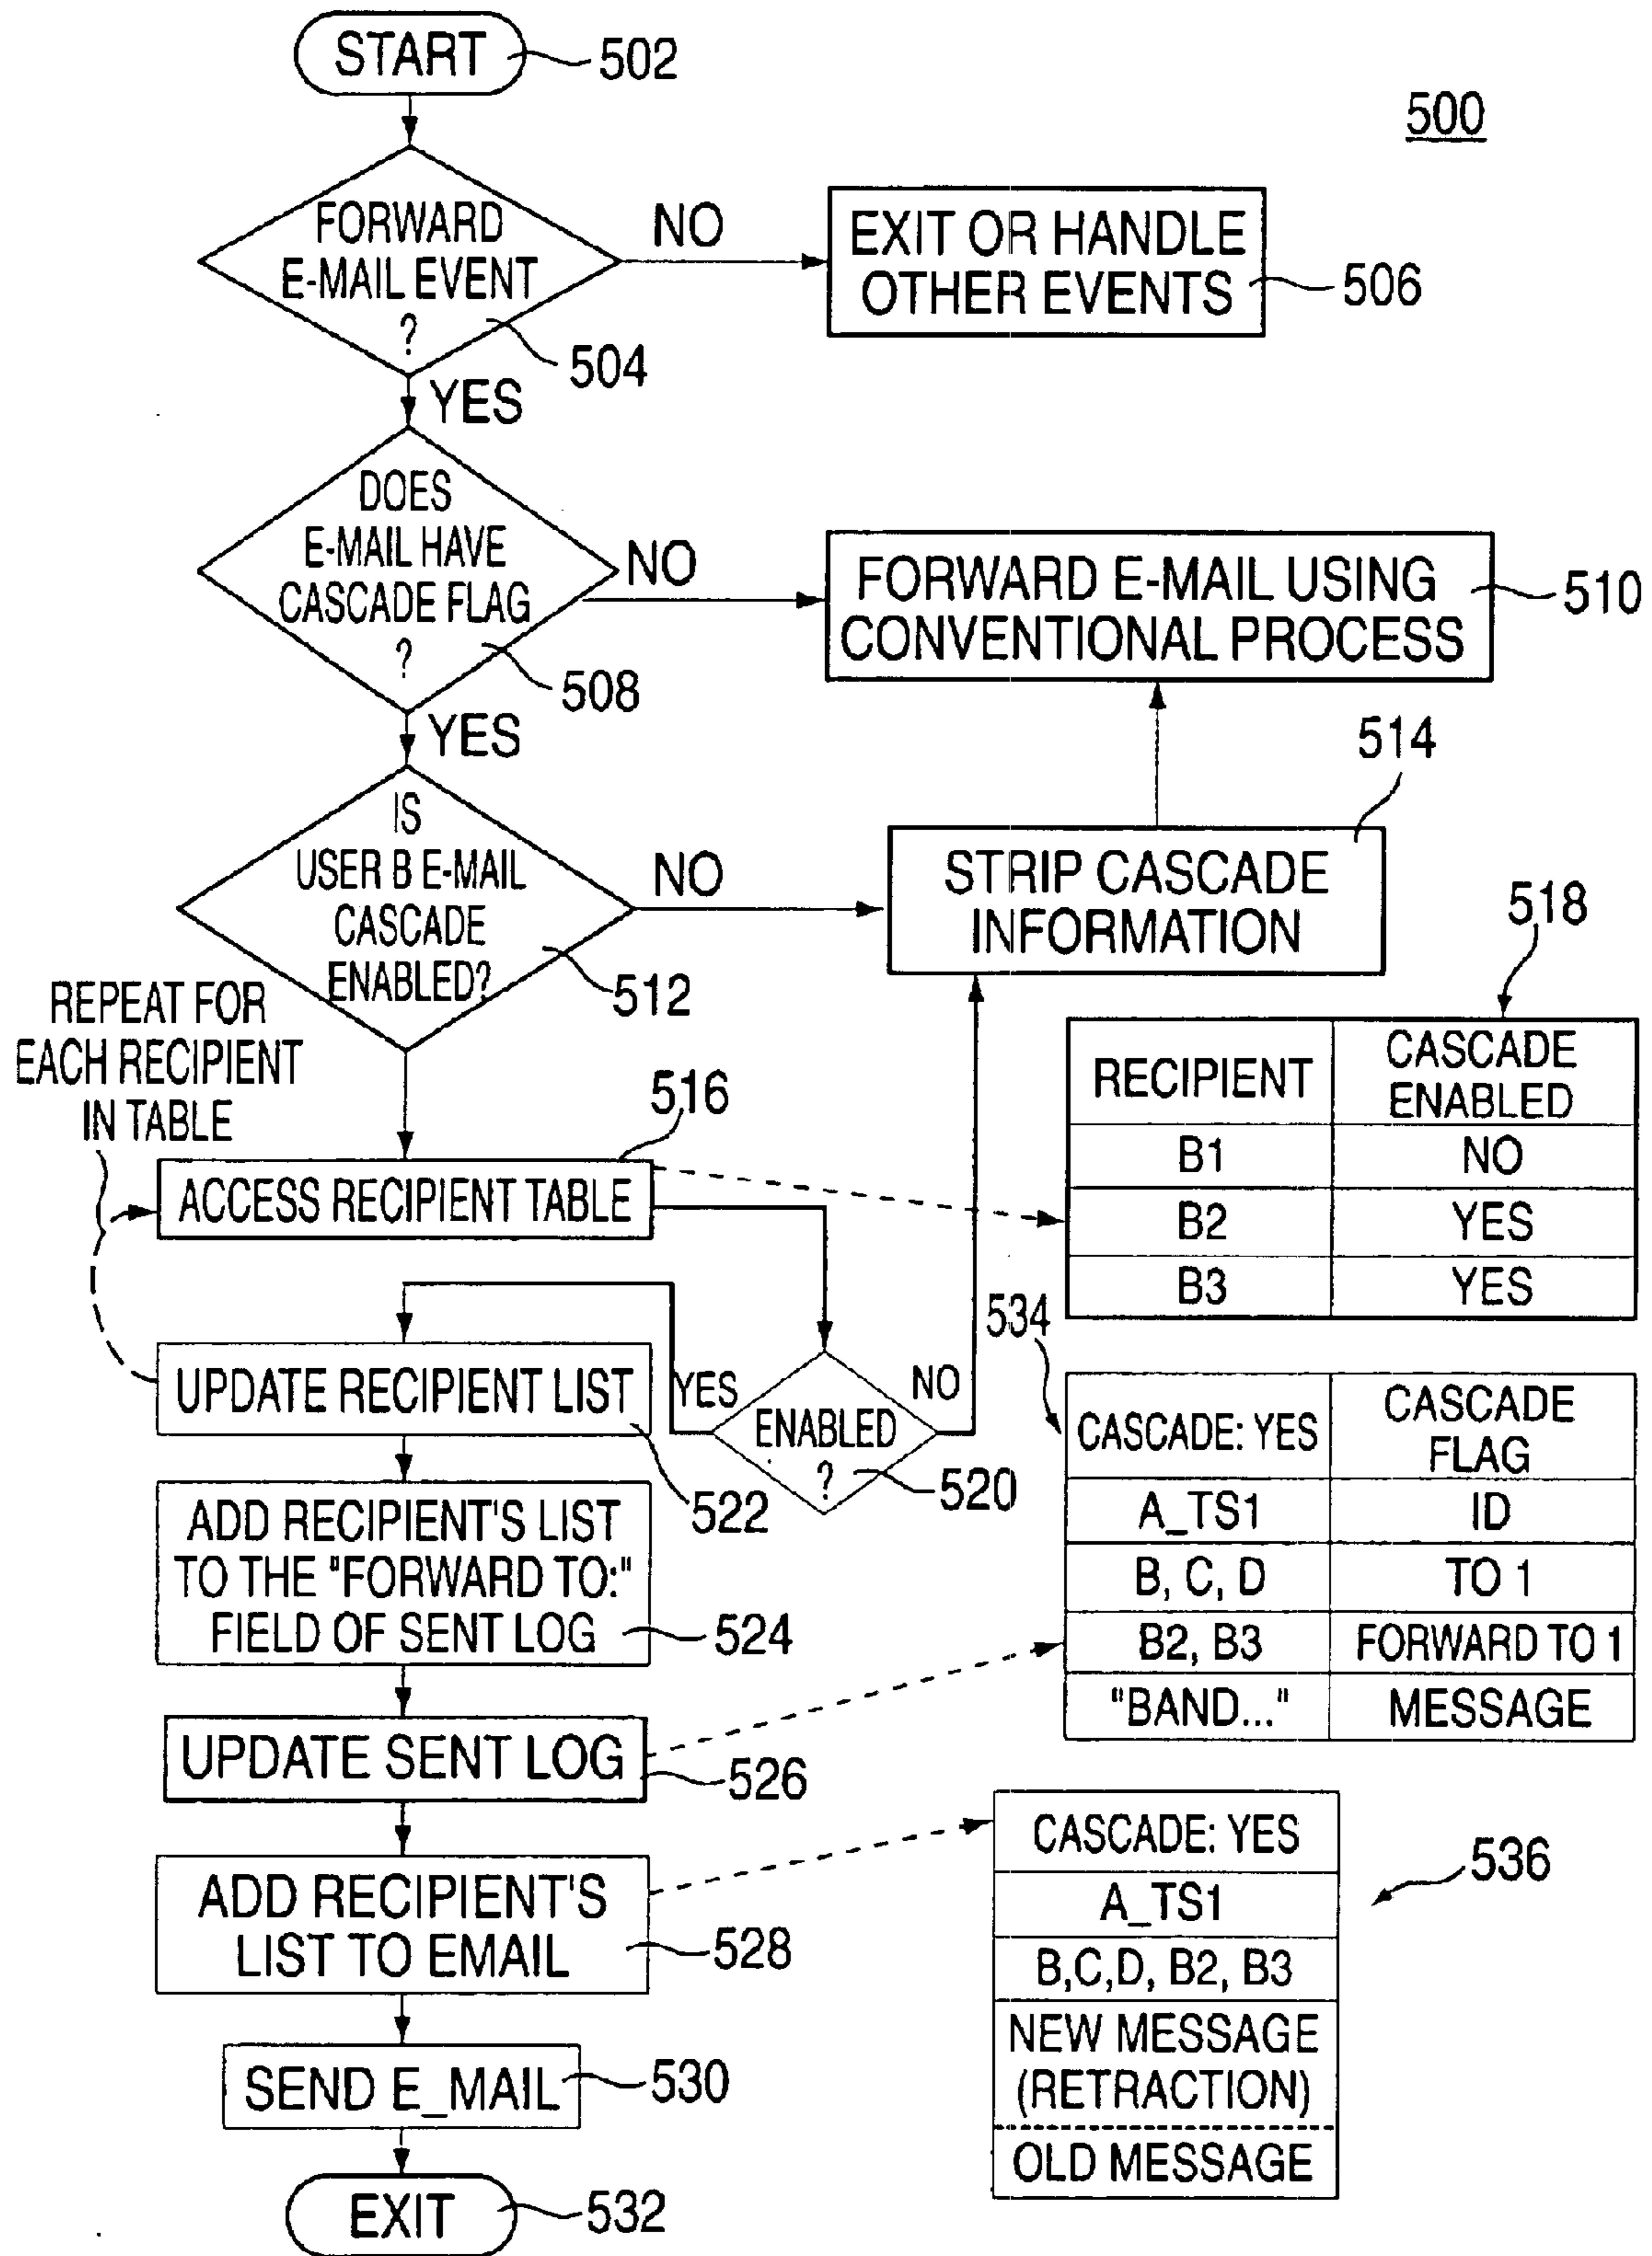 START
502
500
FORWARD
E-MAIL EVENT
?
504
NO
EXIT OR HANDLE
OTHER EVENTS
506
YES
DOES
E-MAIL HAVE
CASCADE FLAG
?
508
NO
FORWARD E-MAIL USING
CONVENTIONAL PROCESS
510
YES
IS
USER B E-MAIL
CASCADE
ENABLED?
512
NO
STRIP CASCADE
INFORMATION
514
REPEAT FOR
EACH RECIPIENT
IN TABLE
516
ACCESS RECIPIENT TABLE
518
RECIPIENT
CASCADE
ENABLED
B1
NO
B2
YES
B3
YES
UPDATE RECIPIENT LIST
522
YES
ENABLED
?
520
NO
534
CASCADE: YES
CASCADE
FLAG
A_TS1
ID
B, C, D
TO 1
B2, B3
FORWARD TO 1
"BAND..."
MESSAGE
ADD RECIPIENT'S LIST
TO THE "FORWARD TO:"
FIELD OF SENT LOG
524
UPDATE SENT LOG
526
ADD RECIPIENT'S
LIST TO EMAIL
528
CASCADE: YES
A_TS1
B,C,D, B2, B3
NEW MESSAGE
(RETRACTION)
OLD MESSAGE
536
SEND E_MAIL
530
EXIT
532